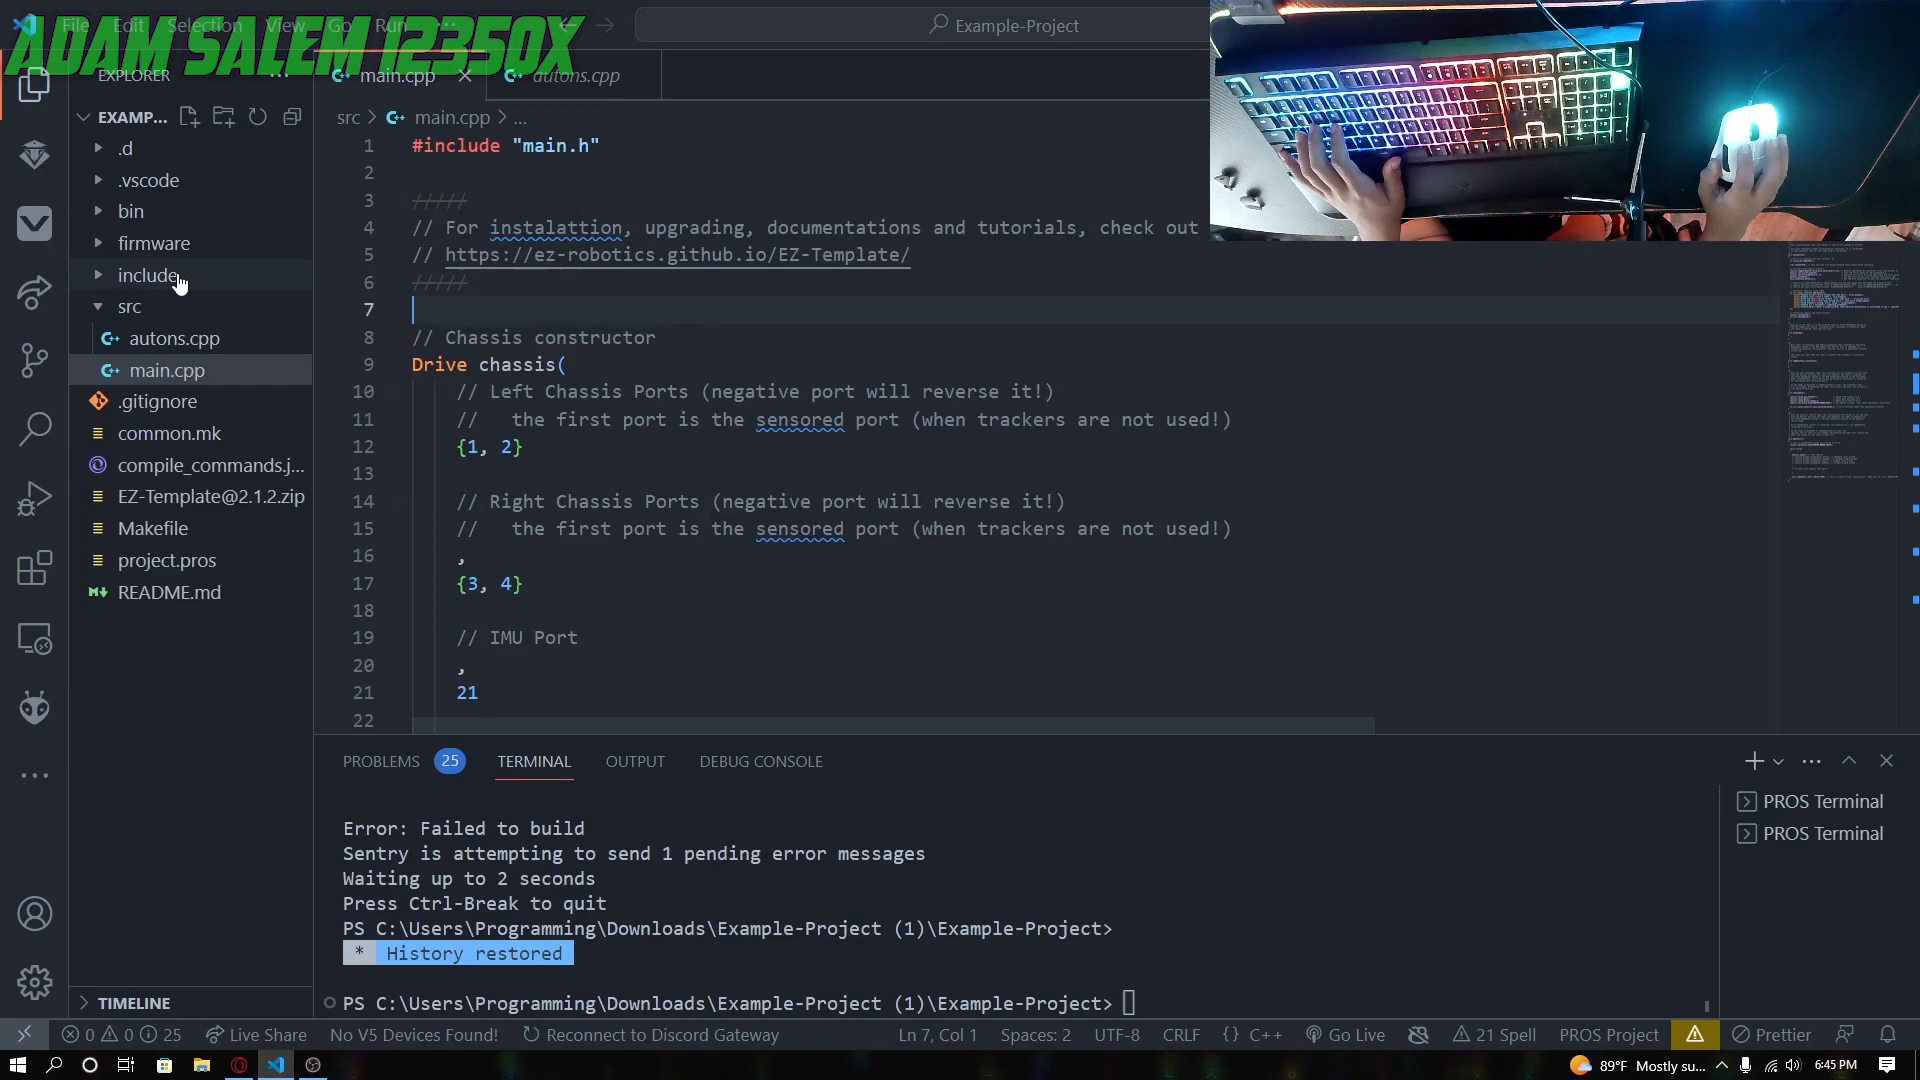 File Edit Selection View Go Run ...
Example-Project
ADAM SALEM 12350X
EXPLORER
main.cpp
autons.cpp
EXAMP...
src > main.cpp > ...
.d
.vscode
bin
firmware
include
src
autons.cpp
main.cpp
.gitignore
common.mk
compile_commands.j...
EZ-Template@2.1.2.zip
Makefile
project.pros
README.md
TIMELINE
1 #include "main.h"
2
3 /////
4 // For instalattion, upgrading, documentations and tutorials, check out
5 // https://ez-robotics.github.io/EZ-Template/
6 /////
7
8 // Chassis constructor
9 Drive chassis(
10 // Left Chassis Ports (negative port will reverse it!)
11 //   the first port is the sensored port (when trackers are not used!)
12 {1, 2}
13
14 // Right Chassis Ports (negative port will reverse it!)
15 //   the first port is the sensored port (when trackers are not used!)
16 ,
17 {3, 4}
18
19 // IMU Port
20 ,
21 21
22
PROBLEMS 25 TERMINAL OUTPUT DEBUG CONSOLE
Error: Failed to build
Sentry is attempting to send 1 pending error messages
Waiting up to 2 seconds
Press Ctrl-Break to quit
PS C:\Users\Programming\Downloads\Example-Project (1)\Example-Project>
* History restored
PS C:\Users\Programming\Downloads\Example-Project (1)\Example-Project>
PROS Terminal
PROS Terminal
0 0 25 Live Share No V5 Devices Found! Reconnect to Discord Gateway Ln 7, Col 1 Spaces: 2 UTF-8 CRLF {} C++ Go Live 21 Spell PROS Project Prettier
89°F Mostly su... 6:45 PM